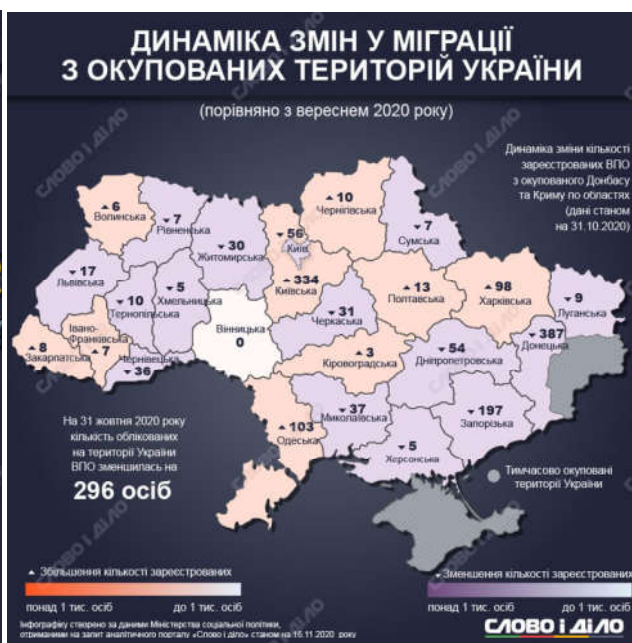 ДИНАМІКА ЗМІН У МІГРАЦІЇ
З ОКУПОВАНИХ ТЕРИТОРІЙ УКРАЇНИ
(порівняно з вереснем 2020 року)
Динаміка зміни кількості
зареєстрованих ВПО
з окупованого Донбасу
та Криму по областях
(дані станом
на 31.10.2020)
▲ 6
Волинська
▼ 7
Рівненська
▼ 30
Житомирська
▼ 56
Київ
▲ 10
Чернігівська
▼ 7
Сумська
▼ 17
Львівська
▼ 10
Тернопільська
▼ 5
Хмельницька
▲ 334
Київська
▲ 13
Полтавська
▲ 98
Харківська
▼ 9
Луганська
▲ 8
Закарпатська
Івано-
Франківська
▲ 7
Чернівецька
▼ 36
Вінницька
0
▼ 31
Черкаська
▲ 3
Кіровоградська
▼ 54
Дніпропетровська
▼ 387
Донецька
▲ 103
Одеська
▼ 37
Миколаївська
▼ 5
Херсонська
▼ 197
Запорізька
На 31 жовтня 2020 року
кількість облікованих
на території України
ВПО зменшилась на
296 осіб
Тимчасово окуповані
території України
▲ Збільшення кількості зареєстрованих
понад 1 тис. осіб до 1 тис. осіб
▼ Зменшення кількості зареєстрованих
понад 1 тис. осіб до 1 тис. осіб
Інфографіку створено за даними Міністерства соціальної політики,
отриманими на запит аналітичного порталу «Слово і діло» станом на 16.11.2020 року
СЛОВО І ДІЛО